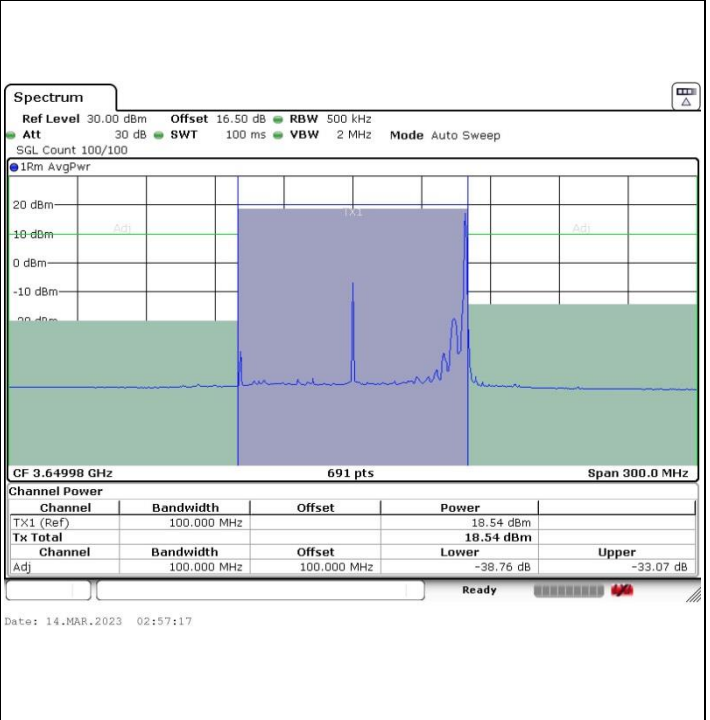 Spectrum
Ref Level 30.00 dBm Offset 16.50 dB RBW 500 kHz
Att 30 dB SWT 100 ms VBW 2 MHz Mode Auto Sweep
SGL Count 100/100
1Rm AvgPwr
20 dBm
TX1
Adj
Adj
10 dBm
0 dBm
-10 dBm
-20 dBm
CF 3.64998 GHz 691 pts Span 300.0 MHz
Channel Power
Channel Bandwidth Offset Power
TX1 (Ref) 100.000 MHz 18.54 dBm
Tx Total 18.54 dBm
Channel Bandwidth Offset Lower Upper
Adj 100.000 MHz 100.000 MHz -38.76 dB -33.07 dB
Ready
Date: 14.MAR.2023 02:57:17